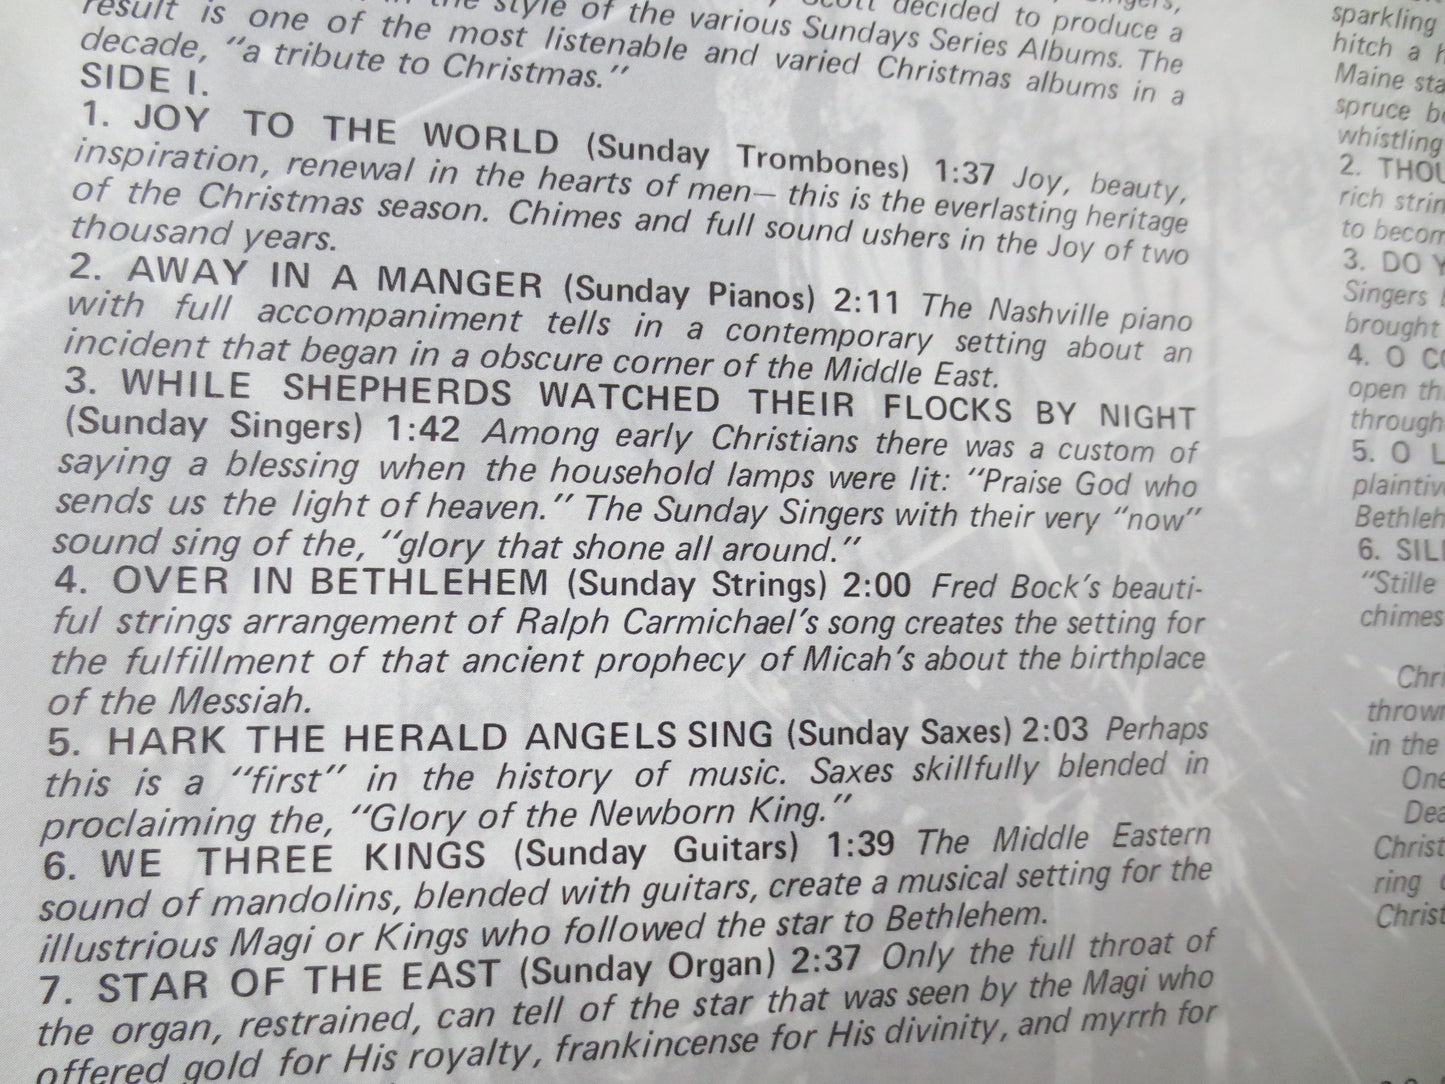 in the style of the various Sundays Series Albums. The
Scott decided to produce a
result is one of the most listenable and varied Christmas albums in a
decade, "a tribute to Christmas."
SIDE I.
1. JOY TO THE WORLD (Sunday Trombones) 1:37 Joy, beauty,
inspiration, renewal in the hearts of men— this is the everlasting heritage
of the Christmas season. Chimes and full sound ushers in the Joy of two
thousand years.
2. AWAY IN A MANGER (Sunday Pianos) 2:11 The Nashville piano
with full accompaniment tells in a contemporary setting about an
incident that began in a obscure corner of the Middle East.
3. WHILE SHEPHERDS WATCHED THEIR FLOCKS BY NIGHT
(Sunday Singers) 1:42 Among early Christians there was a custom of
saying a blessing when the household lamps were lit: "Praise God who
sends us the light of heaven." The Sunday Singers with their very "now"
sound sing of the, "glory that shone all around."
4. OVER IN BETHLEHEM (Sunday Strings) 2:00 Fred Bock's beauti-
ful strings arrangement of Ralph Carmichael's song creates the setting for
the fulfillment of that ancient prophecy of Micah's about the birthplace
of the Messiah.
5. HARK THE HERALD ANGELS SING (Sunday Saxes) 2:03 Perhaps
this is a "first" in the history of music. Saxes skillfully blended in
proclaiming the, "Glory of the Newborn King."
6. WE THREE KINGS (Sunday Guitars) 1:39 The Middle Eastern
sound of mandolins, blended with guitars, create a musical setting for the
illustrious Magi or Kings who followed the star to Bethlehem.
7. STAR OF THE EAST (Sunday Organ) 2:37 Only the full throat of
the organ, restrained, can tell of the star that was seen by the Magi who
offered gold for His royalty, frankincense for His divinity, and myrrh for
sparkling
hitch a
Maine
spruce
whistling
2.
rich
to
3. DO
Singers
brought
4. O
open
through
5. O
6.
"Stille
chimes
in the